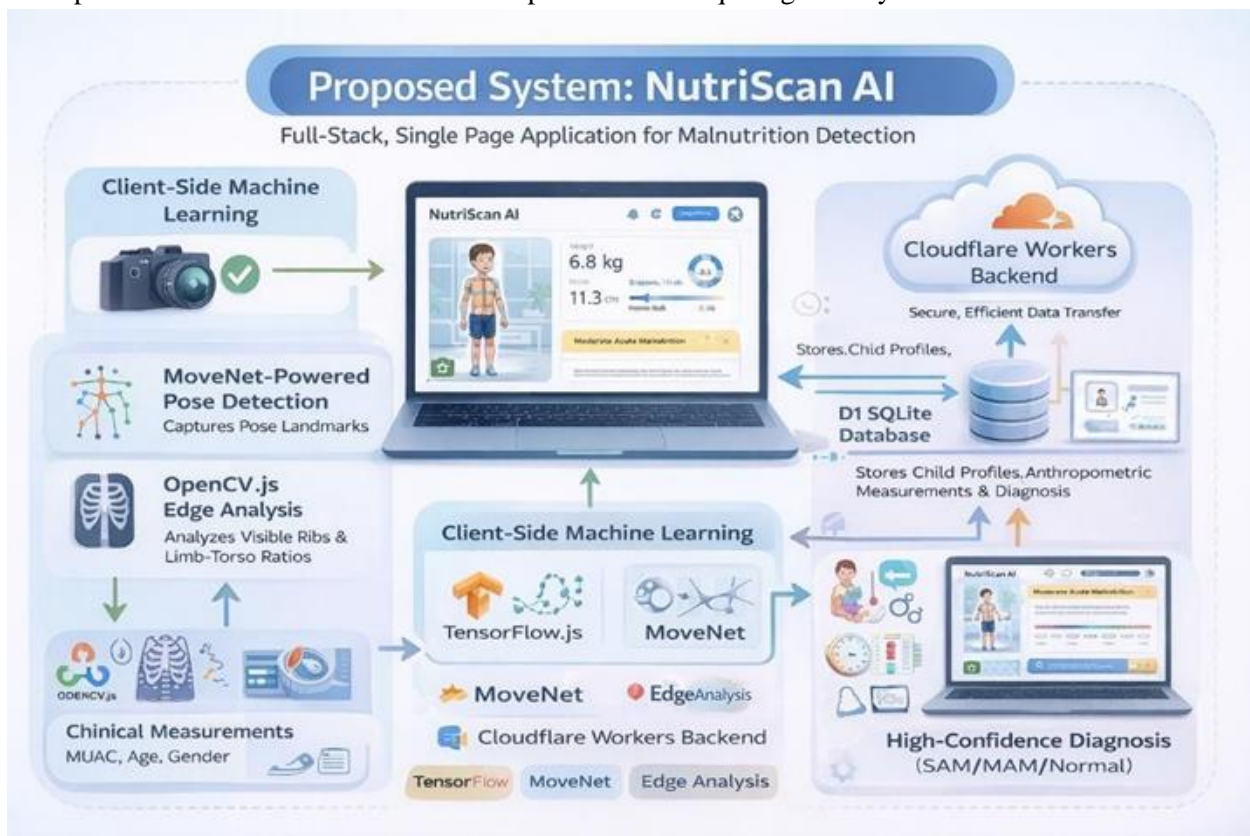 Proposed System: NutriScan AI
Full-Stack, Single Page Application for Malnutrition Detection
Client-Side Machine
Learning
MoveNet-Powered
Pose Detection
Captures Pose Landmarks
OpenCV.js
Edge Analysis
Analyzes Visible Ribs &
Limb-Torso Ratios
ODENCV.js
Chinical Measurements
MUAC, Age, Gender
NutriScan AI
6.8 kg
11.3 cm
Moderate Acute Malnutrition
Client-Side Machine Learning
TensorFlow.js
MoveNet
MoveNet
EdgeAnalysis
Cloudflare Workers Backend
TensorFlow
MoveNet
Edge Analysis
Cloudflare Workers
Backend
Secure, Efficient Data Transfer
Stores.Chid Profiles,
D1 SQLite
Database
Stores Child Profiles,Anthropometric
Measurements & Diagnosis
NutriScan AI
Moderate Acute Malnutrition
High-Confidence Diagnosis
(SAM/MAM/Normal)